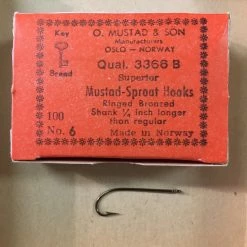 Key
Brand
O. MUSTAD & SON
Manufacturers
OSLO - NORWAY
Qual. 3366 B
Superior
Mustad-Sproat Hooks
Ringed Bronzed
Shank ¼ inch longer
than regular
100
No. 6
Made in Norway